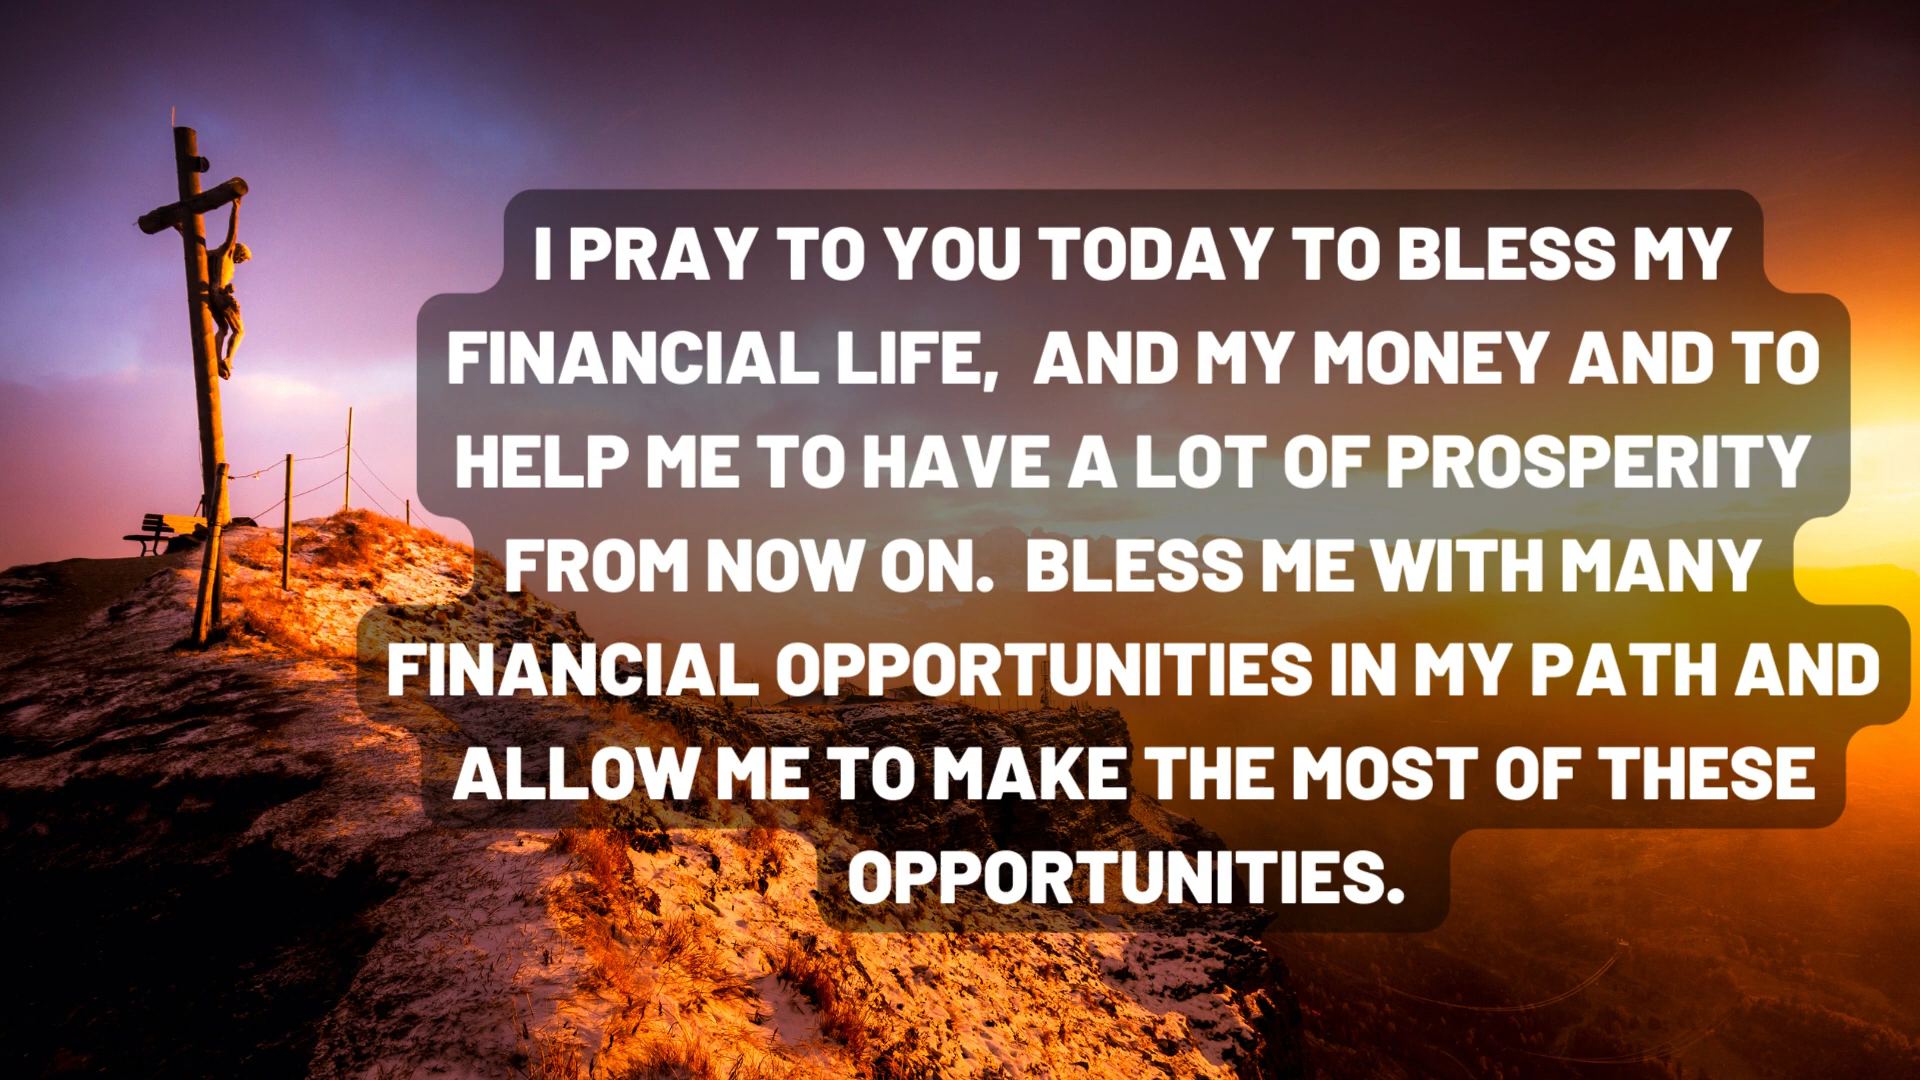 I PRAY TO YOU TODAY TO BLESS MY
FINANCIAL LIFE,  AND MY MONEY AND TO
HELP ME TO HAVE A LOT OF PROSPERITY
FROM NOW ON.  BLESS ME WITH MANY
FINANCIAL OPPORTUNITIES IN MY PATH AND
ALLOW ME TO MAKE THE MOST OF THESE
OPPORTUNITIES.